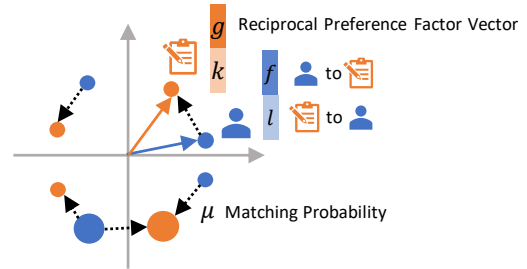 g Reciprocal Preference Factor Vector
k
f to
l to
μ Matching Probability